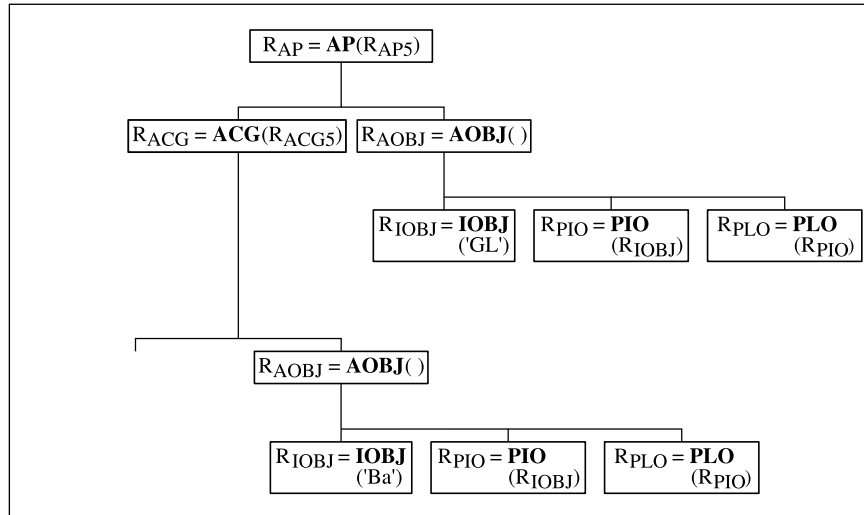 R_AP = AP(R_AP5)
R_ACG = ACG(R_ACG5) R_AOBJ = AOBJ( )
R_IOBJ = IOBJ R_PIO = PIO R_PLO = PLO
('GL') (R_IOBJ) (R_PIO)
R_AOBJ = AOBJ( )
R_IOBJ = IOBJ R_PIO = PIO R_PLO = PLO
('Ba') (R_IOBJ) (R_PIO)